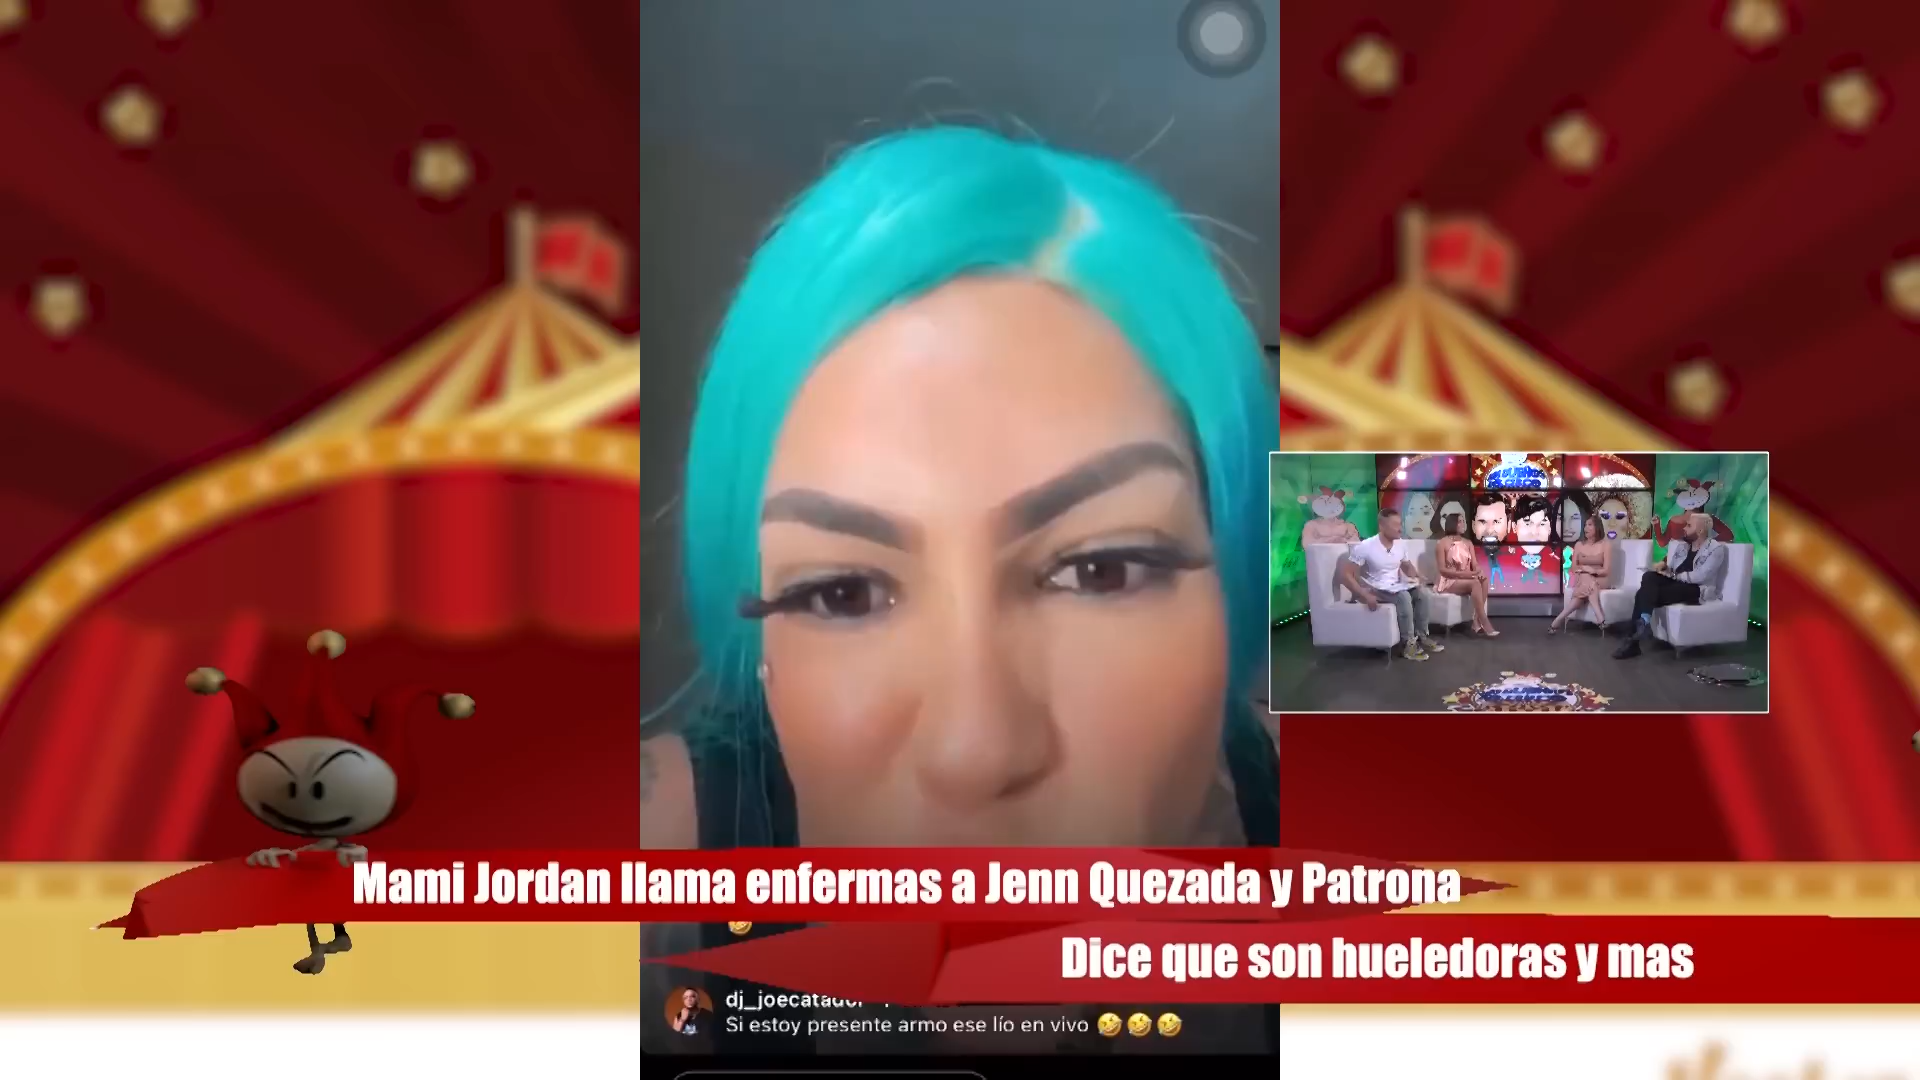 Mami Jordan llama enfermas a Jenn Quezada y Patrona
Dice que son hueledoras y mas
Si estoy presente armo ese lío en vivo 🤣🤣🤣